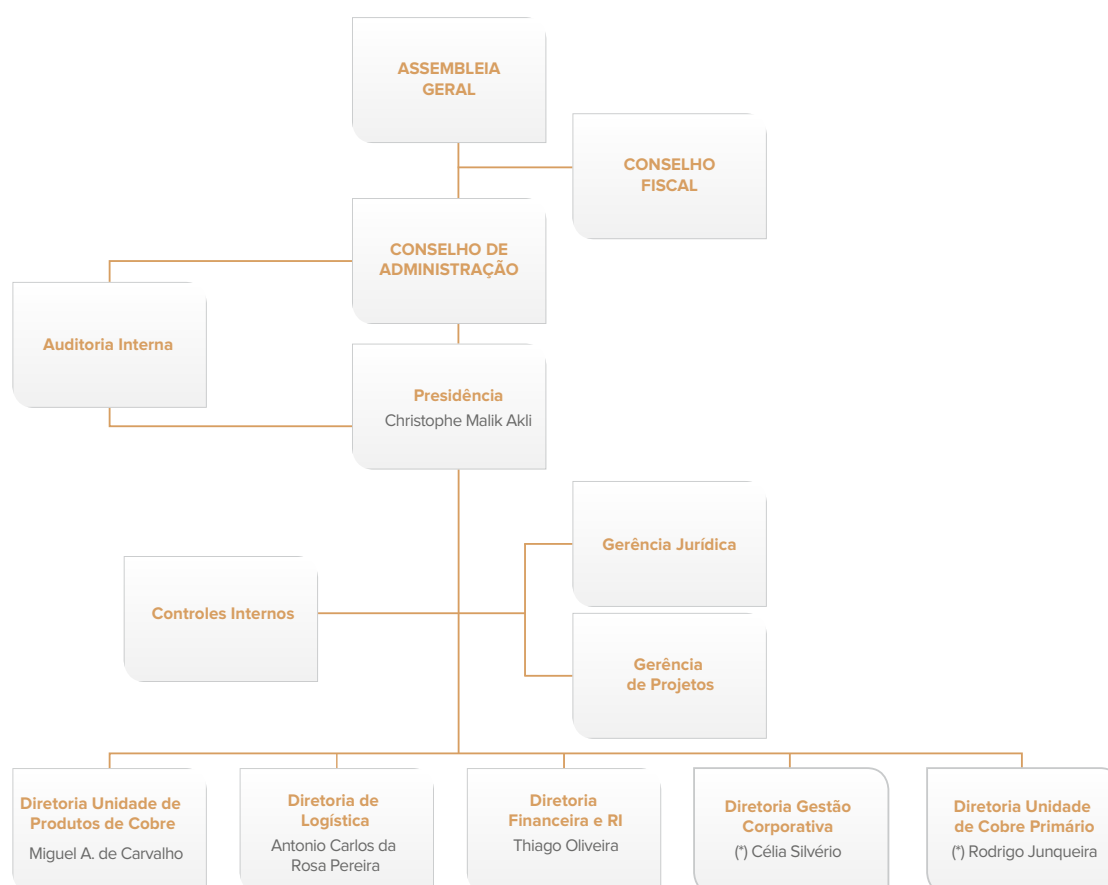 ASSEMBLEIA
GERAL
CONSELHO
FISCAL
CONSELHO DE
ADMINISTRAÇÃO
Auditoria Interna
Presidência
Christophe Malik Akli
Gerência Jurídica
Controles Internos
Gerência
de Projetos
Diretoria Unidade de
Produtos de Cobre
Miguel A. de Carvalho
Diretoria de
Logística
Antonio Carlos da
Rosa Pereira
Diretoria
Financeira e RI
Thiago Oliveira
Diretoria Gestão
Corporativa
(*) Célia Silvério
Diretoria Unidade
de Cobre Primário
(*) Rodrigo Junqueira